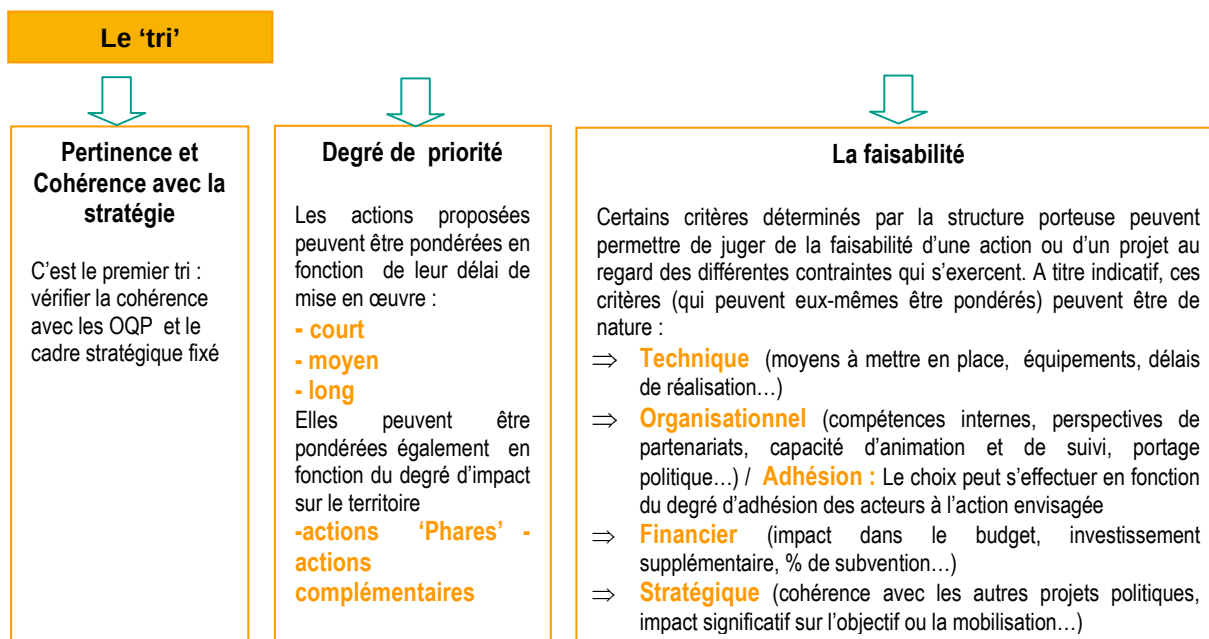 Le ‘tri’
Pertinence et
Cohérence avec la
stratégie
C’est le premier tri :
vérifier la cohérence
avec les OQP et le
cadre stratégique fixé
Degré de priorité
Les actions proposées
peuvent être pondérées en
fonction de leur délai de
mise en œuvre :
- court
- moyen
- long
Elles peuvent être
pondérées également en
fonction du degré d’impact
sur le territoire
-actions ‘Phares’ -
actions
complémentaires
La faisabilité
Certains critères déterminés par la structure porteuse peuvent
permettre de juger de la faisabilité d’une action ou d’un projet au
regard des différentes contraintes qui s’exercent. A titre indicatif, ces
critères (qui peuvent eux-mêmes être pondérés) peuvent être de
nature :
⇒ Technique (moyens à mettre en place, équipements, délais
de réalisation…)
⇒ Organisationnel (compétences internes, perspectives de
partenariats, capacité d’animation et de suivi, portage
politique…) / Adhésion : Le choix peut s’effectuer en fonction
du degré d’adhésion des acteurs à l’action envisagée
⇒ Financier (impact dans le budget, investissement
supplémentaire, % de subvention…)
⇒ Stratégique (cohérence avec les autres projets politiques,
impact significatif sur l’objectif ou la mobilisation…)